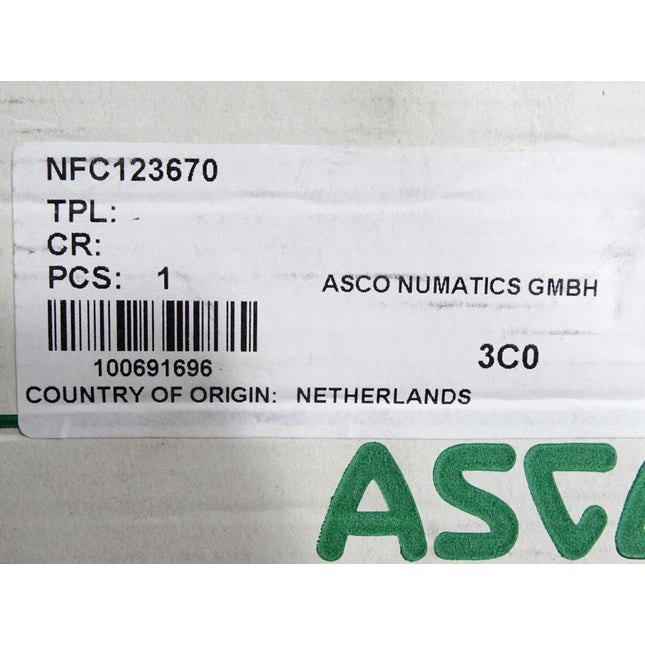 NFC123670
TPL:
CR:
PCS: 1
ASCO NUMATICS GMBH
100691696
3C0
COUNTRY OF ORIGIN: NETHERLANDS
ASC